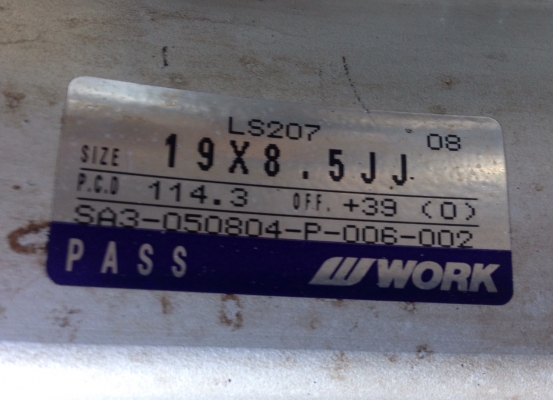 LS207 08
SIZE 19X8.5JJ
P.C.D 114.3 OFF. +39 (0)
SA3-050804-P-006-002
PASS WORK